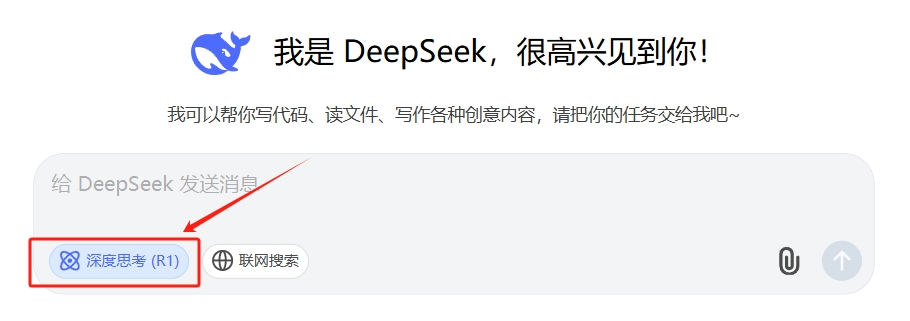 我是 DeepSeek，很高兴见到你！
我可以帮你写代码、读文件、写作各种创意内容，请把你的任务交给我吧~
给 DeepSeek 发送消息
深度思考 (R1)
联网搜索